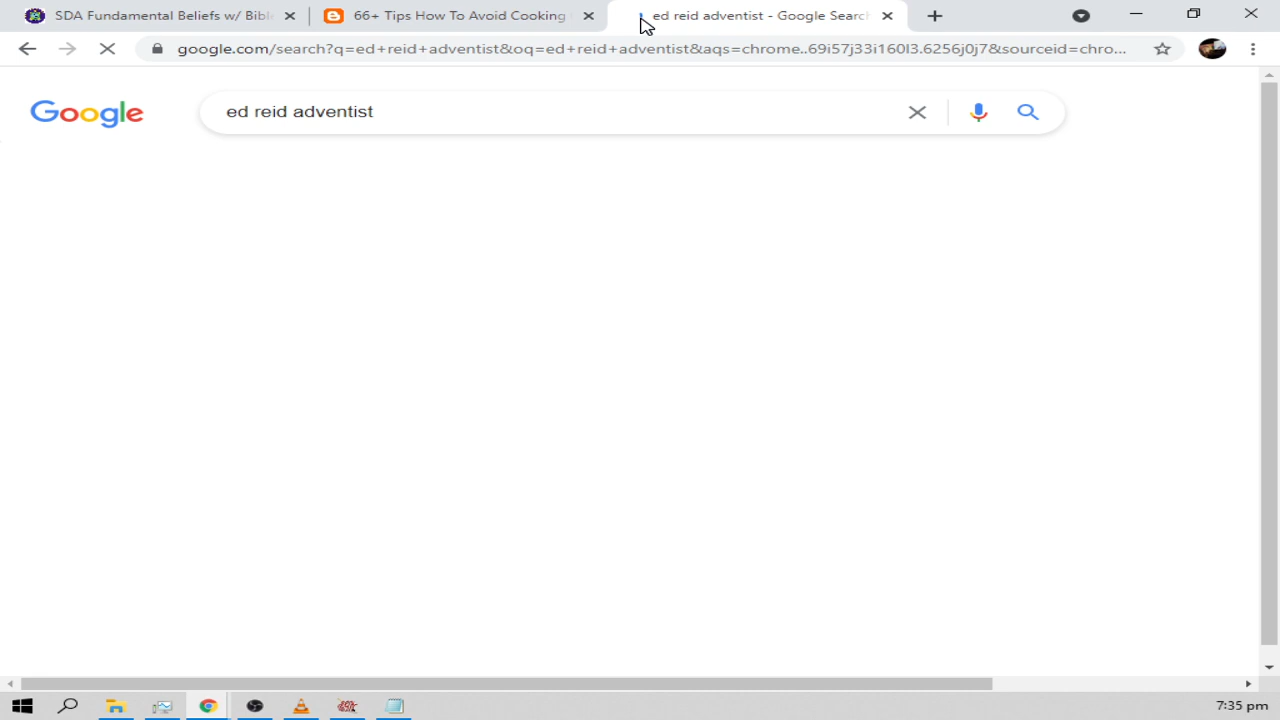 SDA Fundamental Beliefs w/ Bibl
66+ Tips How To Avoid Cooking
ed reid adventist - Google Search
google.com/search?q=ed+reid+adventist&oq=ed+reid+adventist&aqs=chrome..69i57j33i160l3.6256j0j7&sourceid=chro...
Google
ed reid adventist
7:35 pm